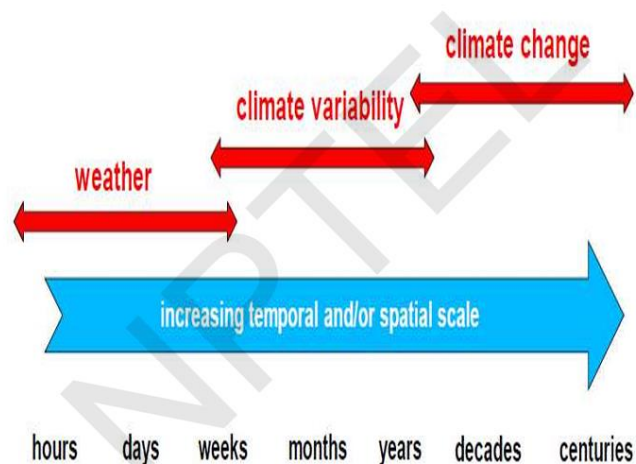 climate change
climate variability
weather
increasing temporal and/or spatial scale
hours days weeks months years decades centuries
NPTEL